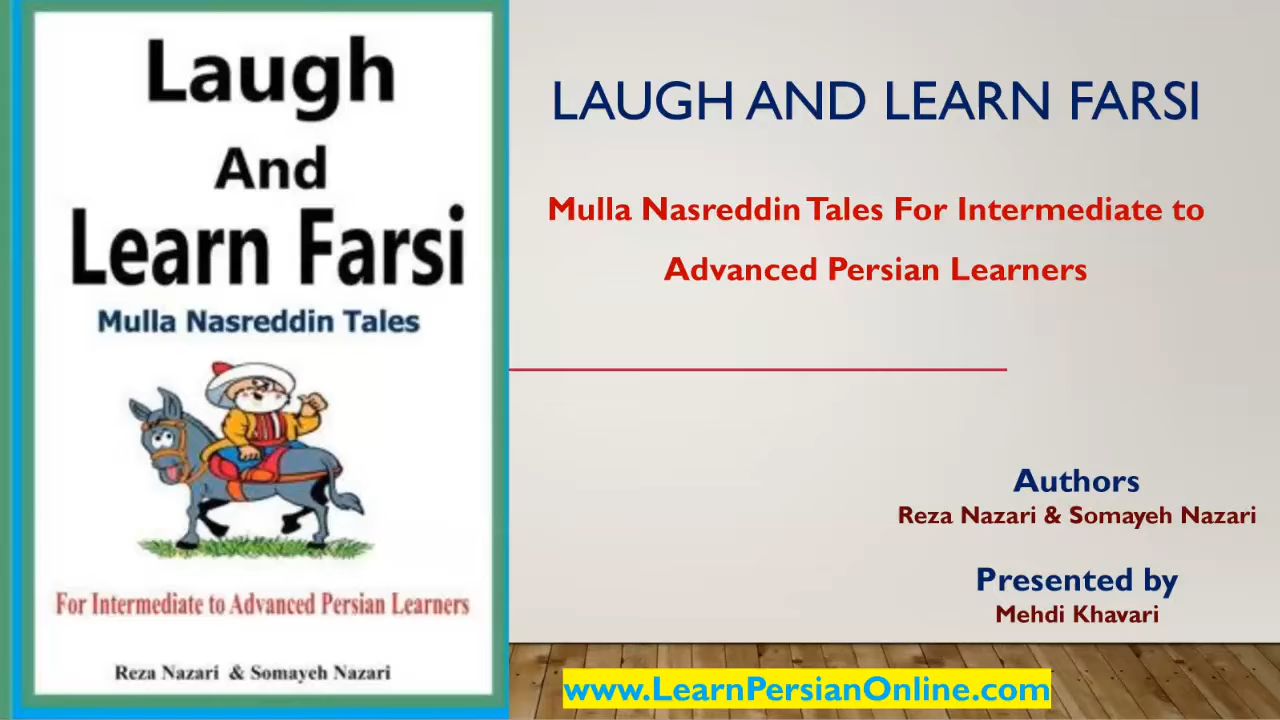 Laugh
And
Learn Farsi
Mulla Nasreddin Tales
For Intermediate to Advanced Persian Learners
Reza Nazari & Somayeh Nazari
LAUGH AND LEARN FARSI
Mulla Nasreddin Tales For Intermediate to
Advanced Persian Learners
Authors
Reza Nazari & Somayeh Nazari
Presented by
Mehdi Khavari
www.LearnPersianOnline.com